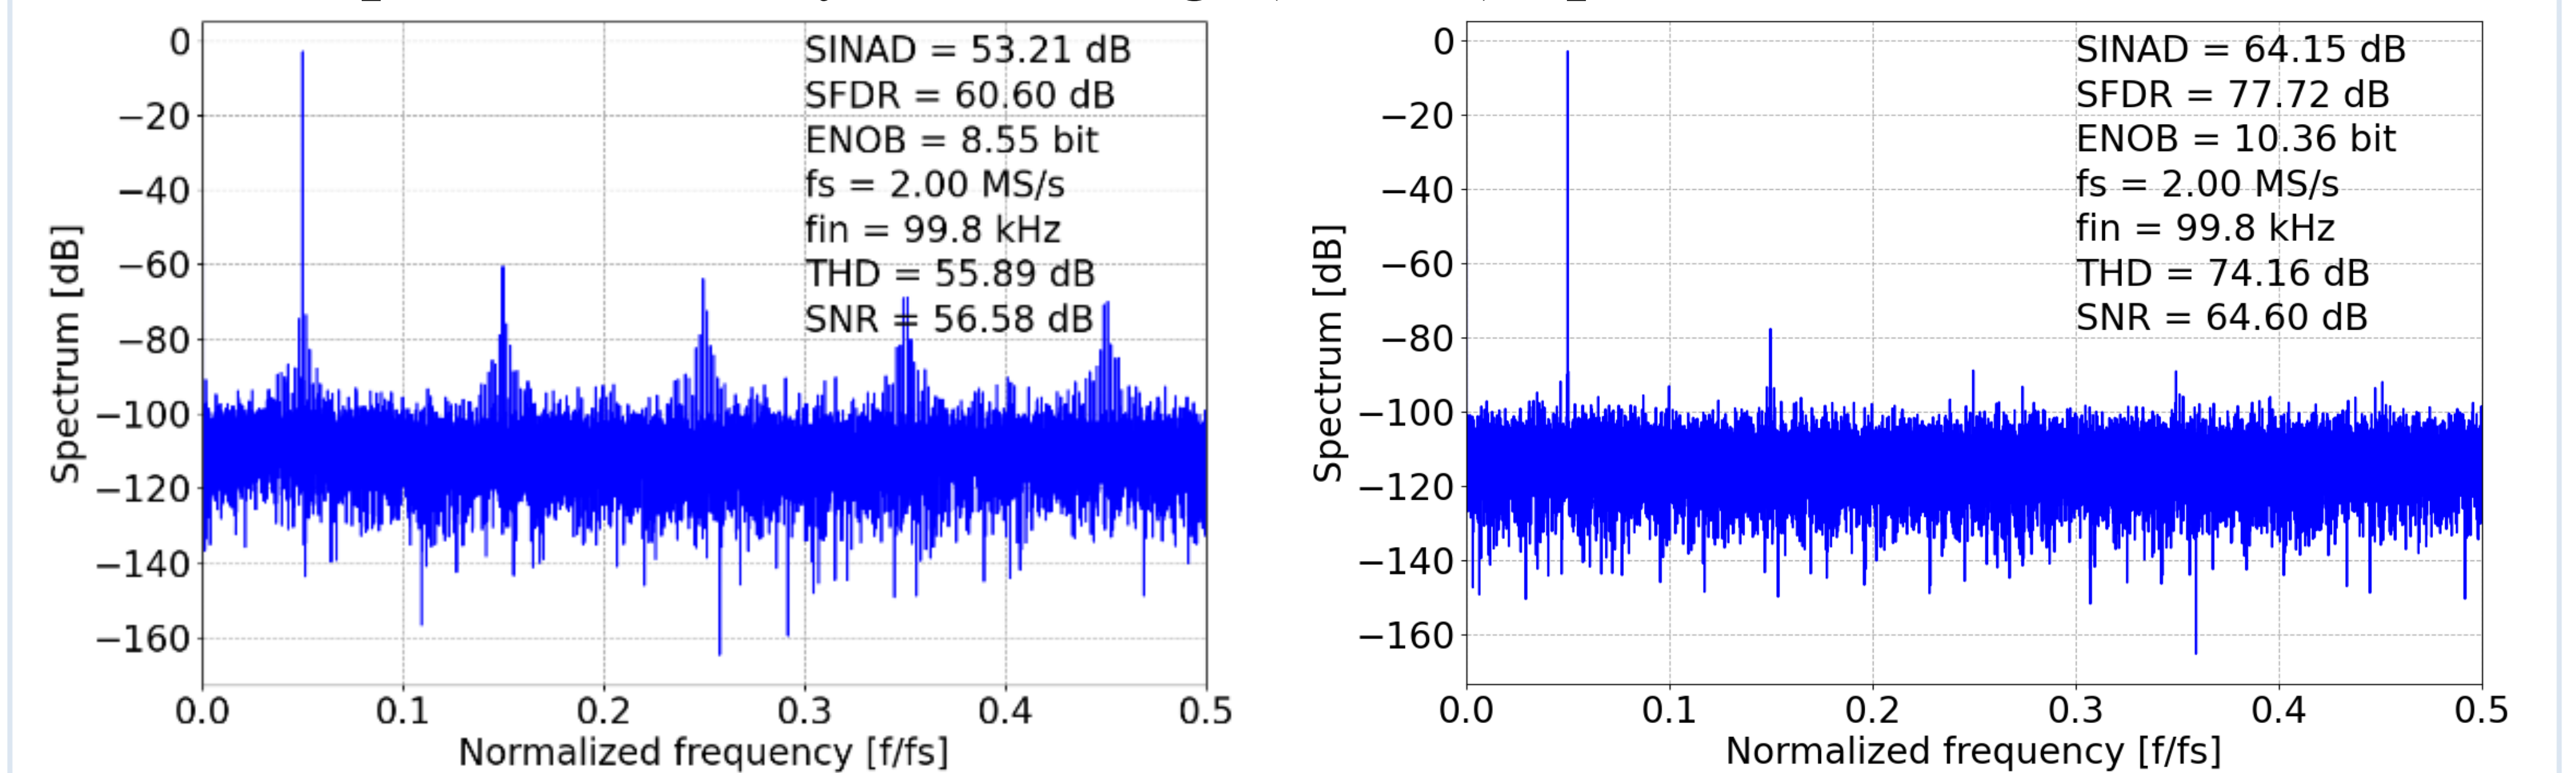 SINAD = 53.21 dB
SFDR = 60.60 dB
ENOB = 8.55 bit
fs = 2.00 MS/s
fin = 99.8 kHz
THD = 55.89 dB
SNR = 56.58 dB
0
−20
−40
−60
−80
−100
−120
−140
−160
Spectrum [dB]
0.0 0.1 0.2 0.3 0.4 0.5
Normalized frequency [f/fs]
SINAD = 64.15 dB
SFDR = 77.72 dB
ENOB = 10.36 bit
fs = 2.00 MS/s
fin = 99.8 kHz
THD = 74.16 dB
SNR = 64.60 dB
0
−20
−40
−60
−80
−100
−120
−140
−160
Spectrum [dB]
0.0 0.1 0.2 0.3 0.4 0.5
Normalized frequency [f/fs]